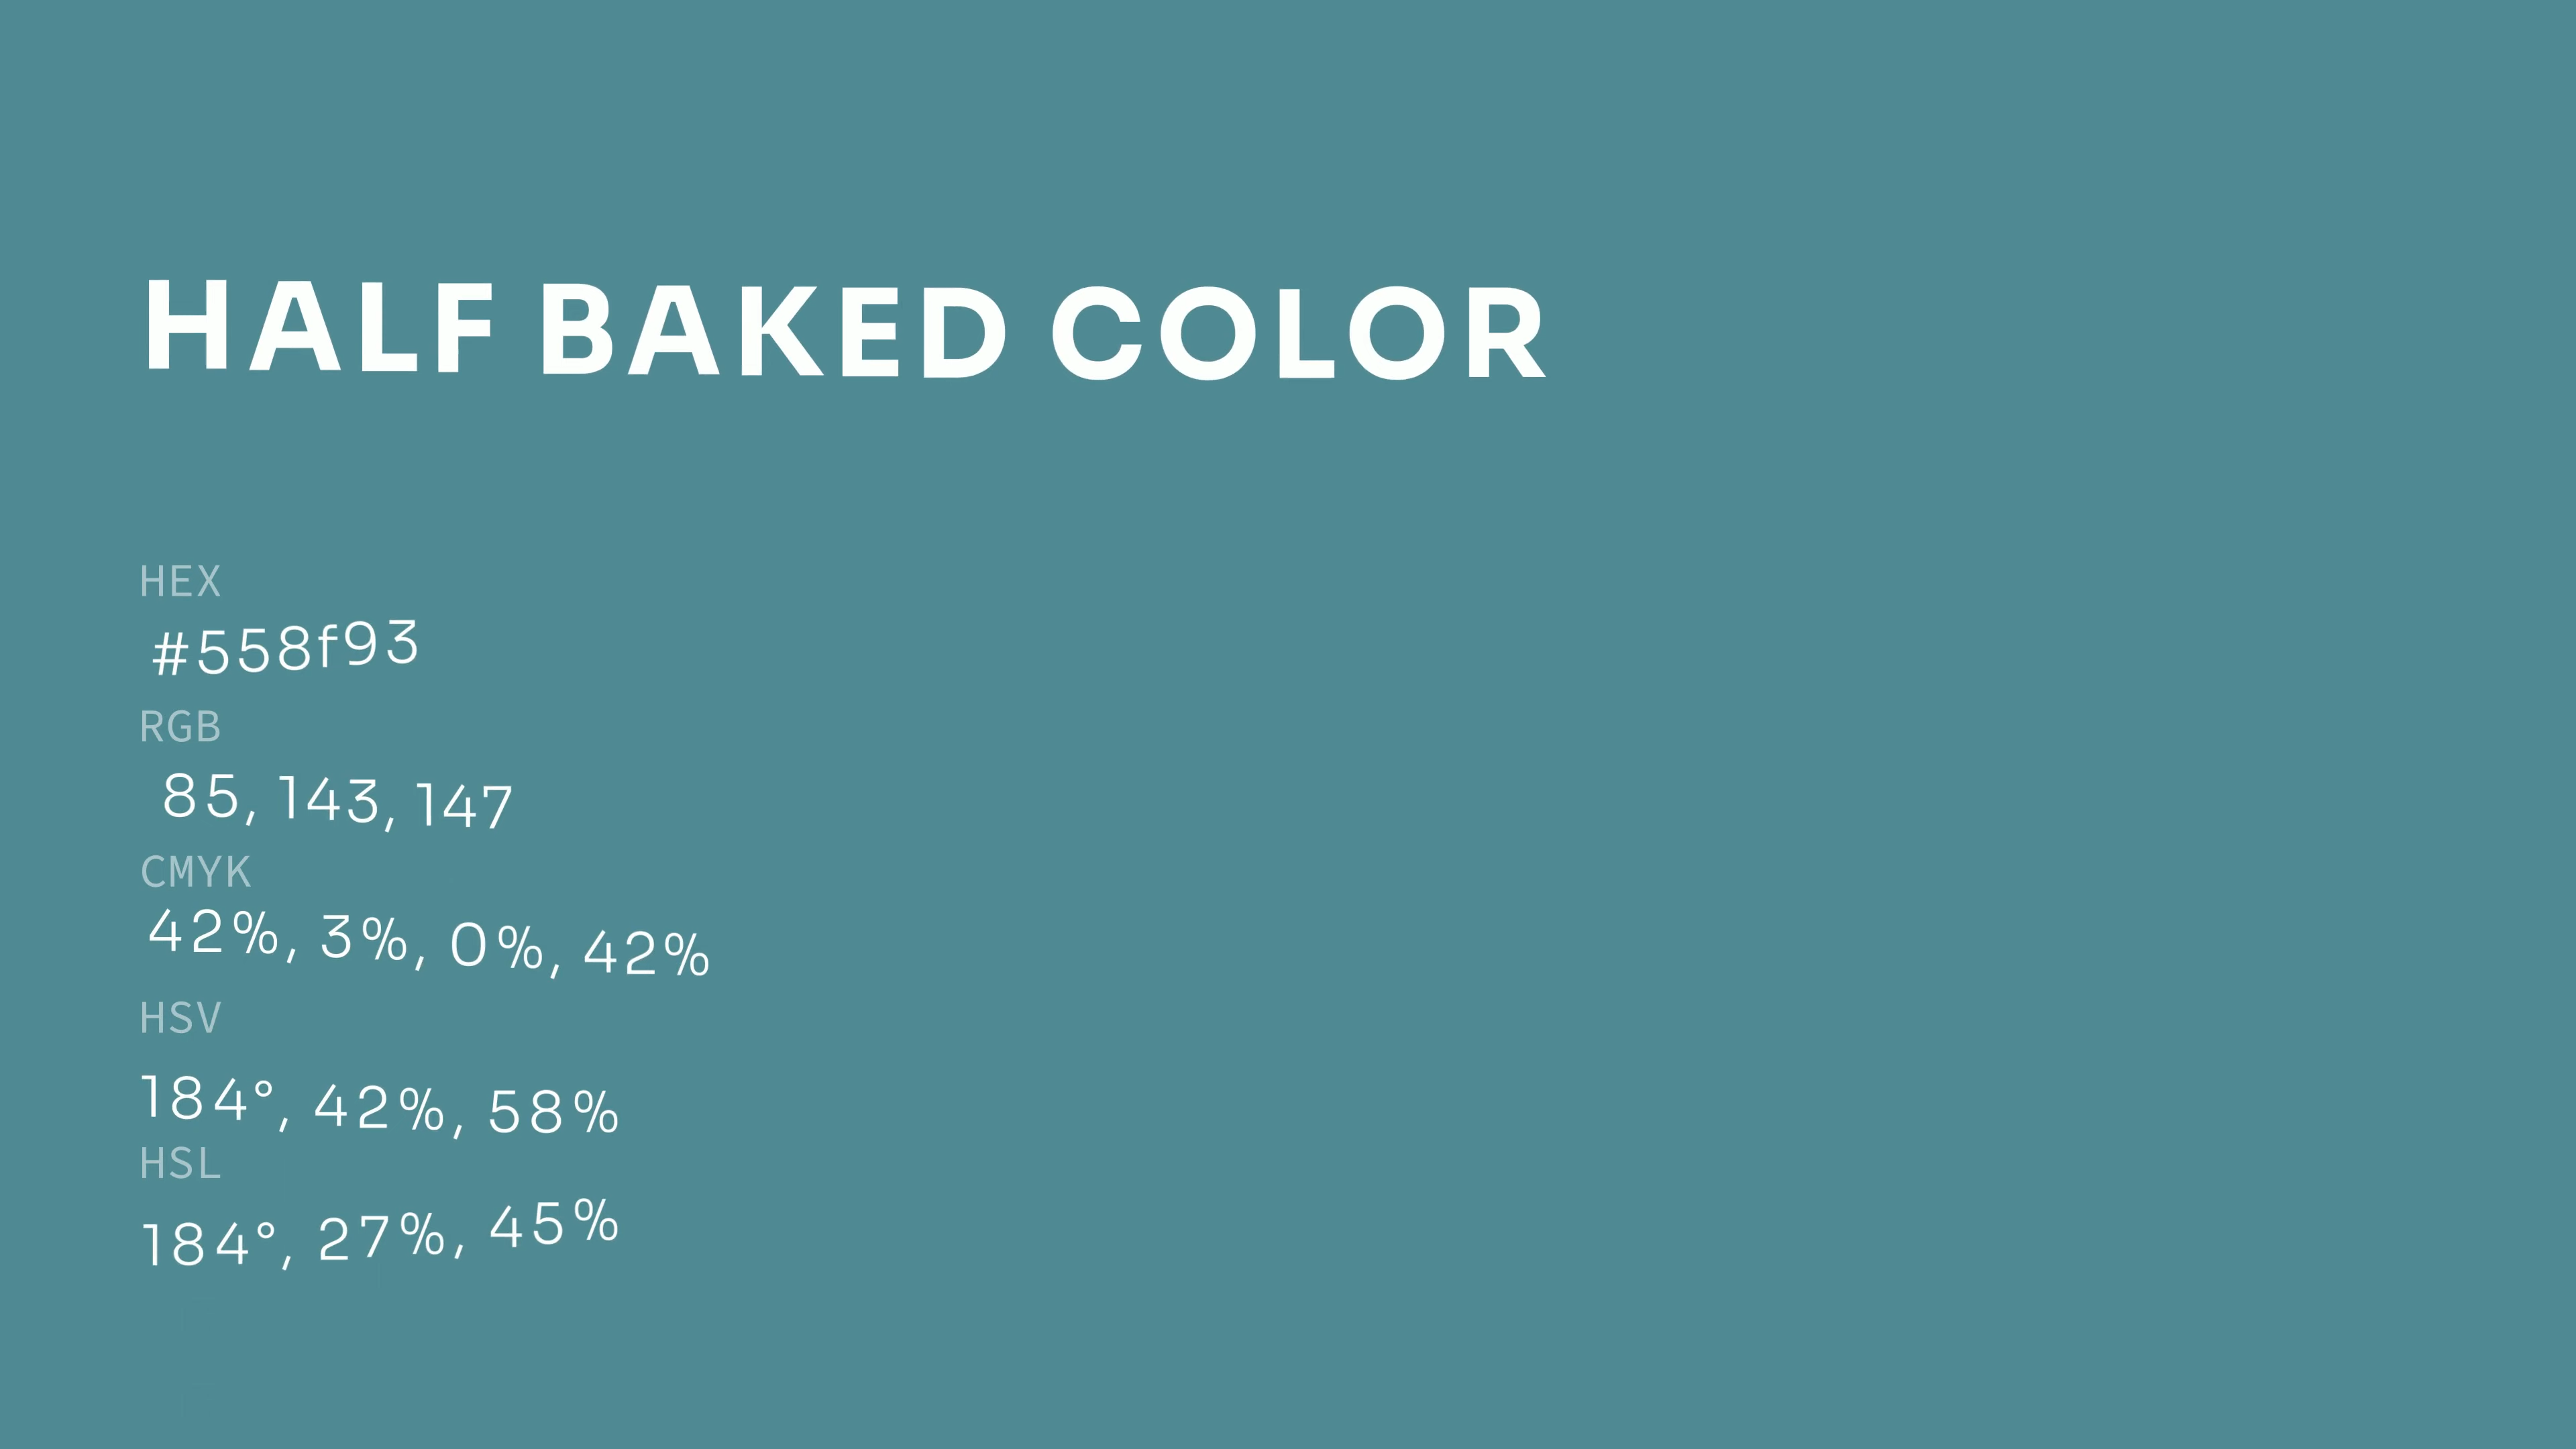 HALF BAKED COLOR
HEX
#558f93
RGB
85, 143, 147
CMYK
42%, 3%, 0%, 42%
HSV
184°, 42%, 58%
HSL
184°, 27%, 45%